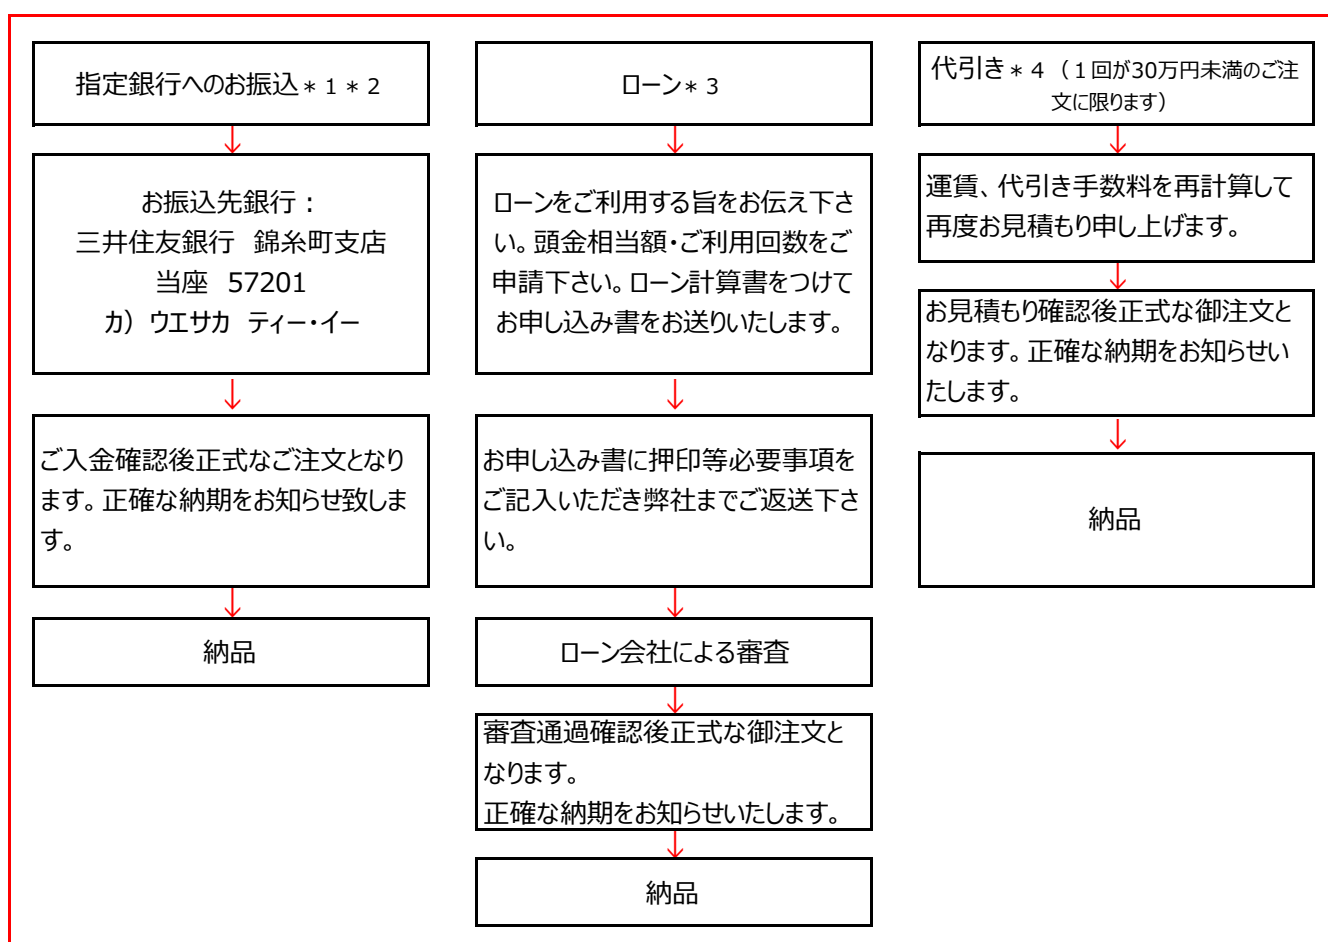 指定銀行へのお振込＊１＊２
お振込先銀行：
三井住友銀行　錦糸町支店
当座　57201
カ）ウエサカ　ティー・イー
ご入金確認後正式なご注文となり
ます。正確な納期をお知らせ致しま
す。
納品
ローン＊３
ローンをご利用する旨をお伝え下さ
い。頭金相当額・ご利用回数をご
申請下さい。ローン計算書をつけて
お申し込み書をお送りいたします。
お申し込み書に押印等必要事項を
ご記入いただき弊社までご返送下さ
い。
ローン会社による審査
審査通過確認後正式な御注文と
なります。
正確な納期をお知らせいたします。
納品
代引き＊４（１回が30万円未満のご注
文に限ります）
運賃、代引き手数料を再計算して
再度お見積もり申し上げます。
お見積もり確認後正式な御注文と
なります。正確な納期をお知らせい
たします。
納品